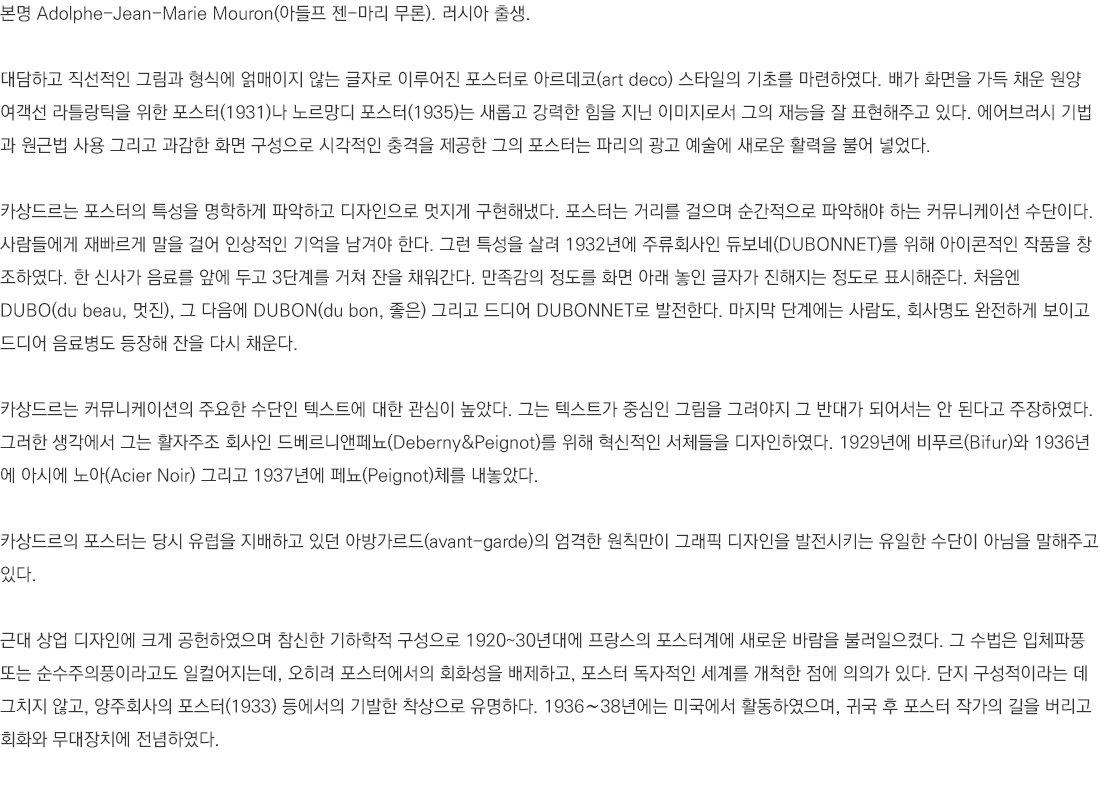 본명 Adolphe-Jean-Marie Mouron(아들프 젠-마리 무론). 러시아 출생.
대담하고 직선적인 그림과 형식에 얽매이지 않는 글자로 이루어진 포스터로 아르데코(art deco) 스타일의 기초를 마련하였다. 배가 화면을 가득 채운 원양
여객선 라틀랑틱을 위한 포스터(1931)나 노르망디 포스터(1935)는 새롭고 강력한 힘을 지닌 이미지로서 그의 재능을 잘 표현해주고 있다. 에어브러시 기법
과 원근법 사용 그리고 과감한 화면 구성으로 시각적인 충격을 제공한 그의 포스터는 파리의 광고 예술에 새로운 활력을 불어 넣었다.
카상드르는 포스터의 특성을 명학하게 파악하고 디자인으로 멋지게 구현해냈다. 포스터는 거리를 걸으며 순간적으로 파악해야 하는 커뮤니케이션 수단이다.
사람들에게 재빠르게 말을 걸어 인상적인 기억을 남겨야 한다. 그런 특성을 살려 1932년에 주류회사인 듀보네(DUBONNET)를 위해 아이콘적인 작품을 창
조하였다. 한 신사가 음료를 앞에 두고 3단계를 거쳐 잔을 채워간다. 만족감의 정도를 화면 아래 놓인 글자가 진해지는 정도로 표시해준다. 처음엔
DUBO(du beau, 멋진), 그 다음에 DUBON(du bon, 좋은) 그리고 드디어 DUBONNET로 발전한다. 마지막 단계에는 사람도, 회사명도 완전하게 보이고
드디어 음료병도 등장해 잔을 다시 채운다.
카상드르는 커뮤니케이션의 주요한 수단인 텍스트에 대한 관심이 높았다. 그는 텍스트가 중심인 그림을 그려야지 그 반대가 되어서는 안 된다고 주장하였다.
그러한 생각에서 그는 활자주조 회사인 드베르니앤페뇨(Deberny&Peignot)를 위해 혁신적인 서체들을 디자인하였다. 1929년에 비푸르(Bifur)와 1936년
에 아시에 노아(Acier Noir) 그리고 1937년에 페뇨(Peignot)체를 내놓았다.
카상드르의 포스터는 당시 유럽을 지배하고 있던 아방가르드(avant-garde)의 엄격한 원칙만이 그래픽 디자인을 발전시키는 유일한 수단이 아님을 말해주고
있다.
근대 상업 디자인에 크게 공헌하였으며 참신한 기하학적 구성으로 1920~30년대에 프랑스의 포스터계에 새로운 바람을 불러일으켰다. 그 수법은 입체파풍
또는 순수주의풍이라고도 일컬어지는데, 오히려 포스터에서의 회화성을 배제하고, 포스터 독자적인 세계를 개척한 점에 의의가 있다. 단지 구성적이라는 데
그치지 않고, 양주회사의 포스터(1933) 등에서의 기발한 착상으로 유명하다. 1936∼38년에는 미국에서 활동하였으며, 귀국 후 포스터 작가의 길을 버리고
회화와 무대장치에 전념하였다.